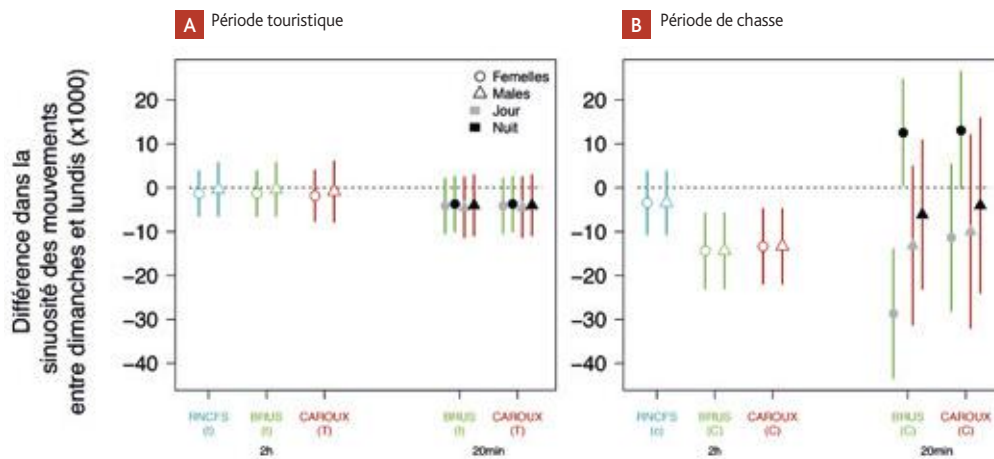 A Période touristique
B Période de chasse
Différence dans la
sinuosité des mouvements
entre dimanches et lundis (x1000)
20
10
0
−10
−20
−30
−40
Femelles
Males
Jour
Nuit
RNCFS BRUS CAROUX BRUS CAROUX
(t) (t) (T) (t) (T)
2h 20min
20
10
0
−10
−20
−30
−40
RNCFS BRUS CAROUX BRUS CAROUX
(c) (C) (C) (C) (C)
2h 20min